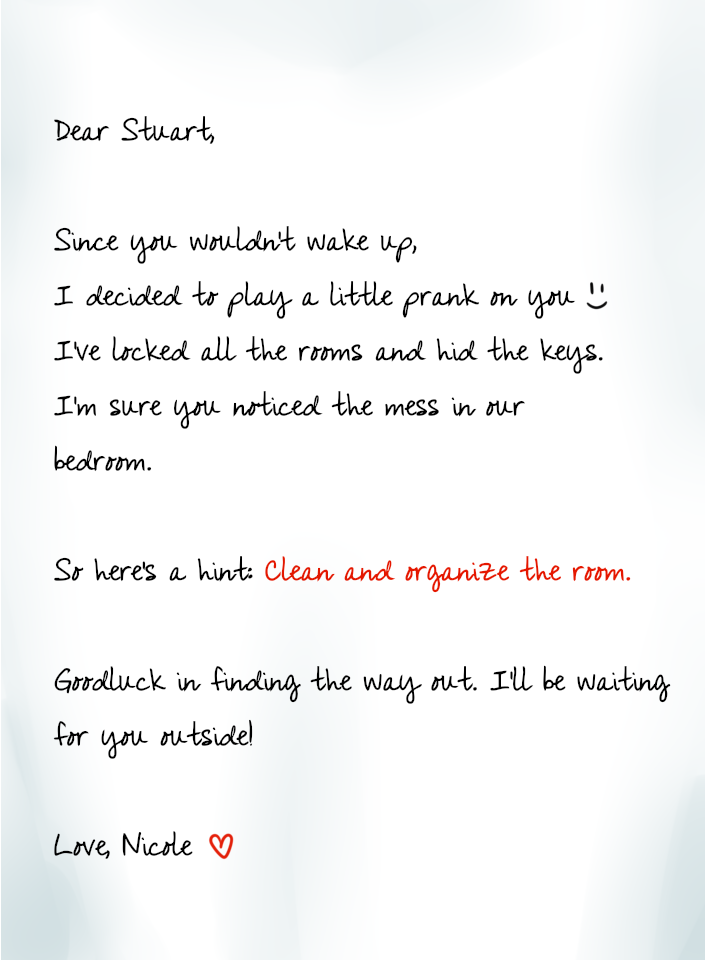 Dear Stuart,
Since you wouldn't wake up,
I decided to play a little prank on you
I've locked all the rooms and hid the keys.
I'm sure you noticed the mess in our
bedroom.
So here's a hint: Clean and organize the room.
Goodluck in finding the way out. I'll be waiting
for you outside!
Love, Nicole